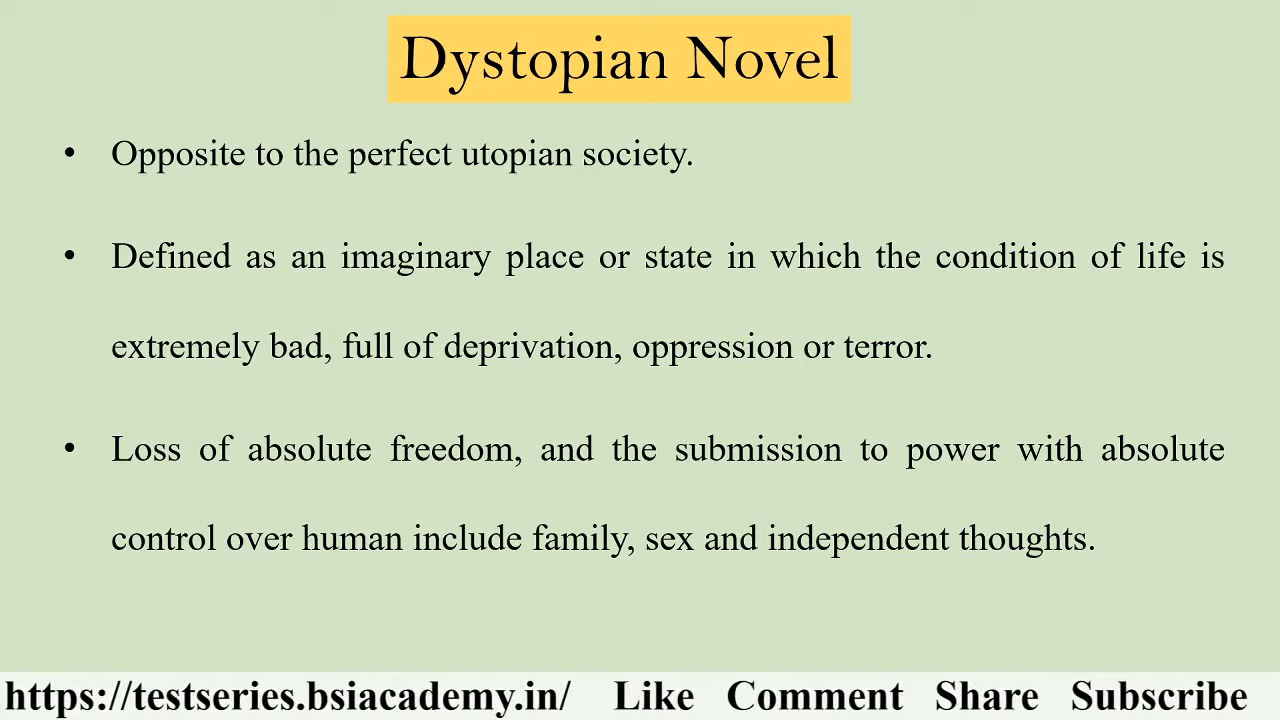 Dystopian Novel
• Opposite to the perfect utopian society.
• Defined as an imaginary place or state in which the condition of life is
extremely bad, full of deprivation, oppression or terror.
• Loss of absolute freedom, and the submission to power with absolute
control over human include family, sex and independent thoughts.
https://testseries.bsiacademy.in/ Like Comment Share Subscribe